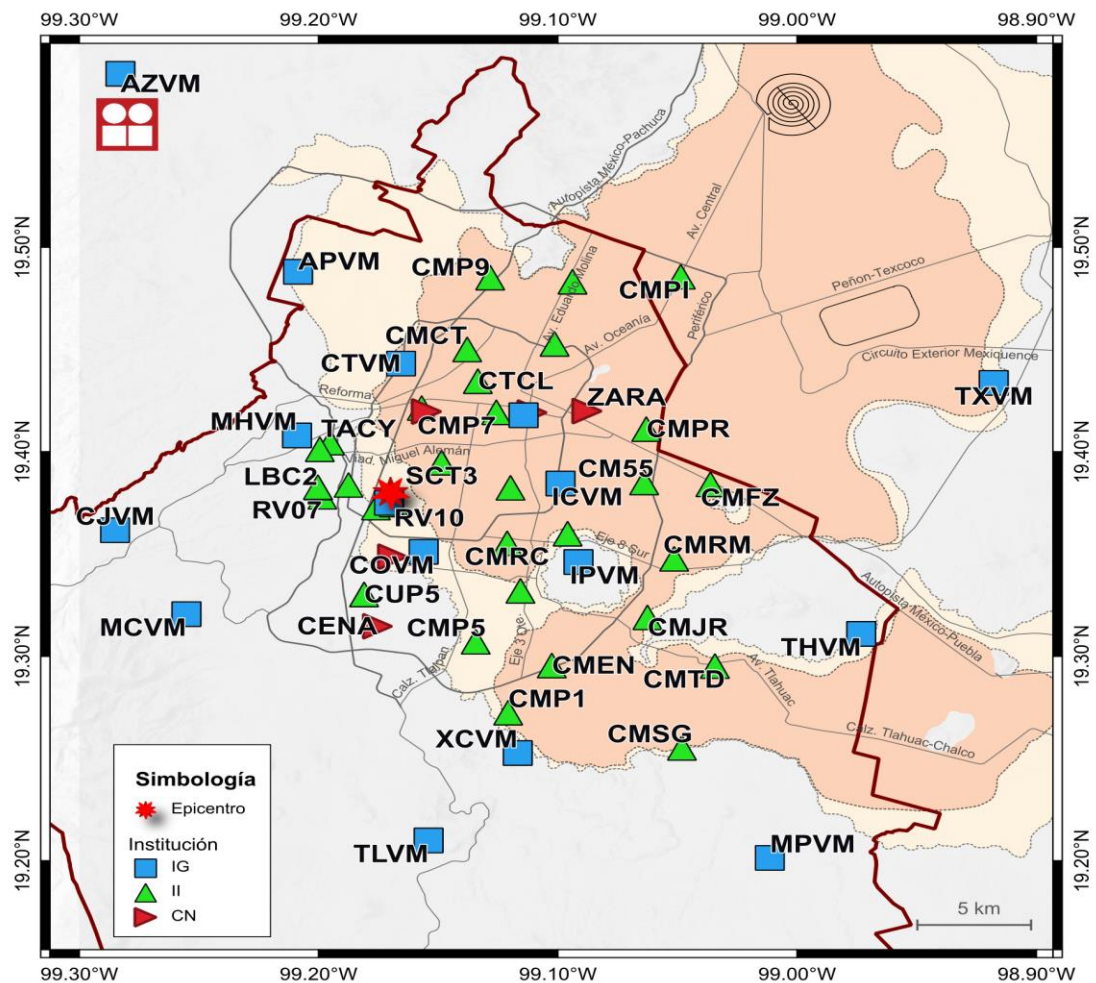 99.30°W 99.20°W 99.10°W 99.00°W 98.90°W
AZVM
Autopista México-Pachuca
Av. Central
19.50°N
19.50°N
APVM
CMP9
CMPI
Av. Eduardo Molina
Peñon-Texcoco
Periférico
Av. Oceanía
CMCT
CTVM
Circuito Exterior Mexiquence
Reforma
CTCL
ZARA
TXVM
MHVM
TACY
CMP7
CMPR
19.40°N
19.40°N
Viad. Miguel Alemán
LBC2
SCT3
CM55
RV07
ICVM
CMFZ
CJVM
RV10
Eje 8 Sur
COVM
CMRC
IPVM
CMRM
CUP5
Autopista México-Puebla
MCVM
CENA
CMP5
Eje 3 Ote
CMJR
THVM
19.30°N
19.30°N
Calz. Tlalpan
CMEN
CMTD
Av. Tlahuac
CMP1
XCVM
CMSG
Calz. Tlahuac-Chalco
Simbología
Epicentro
Institución
IG
II
CN
TLVM
MPVM
19.20°N
19.20°N
5 km
99.30°W 99.20°W 99.10°W 99.00°W 98.90°W